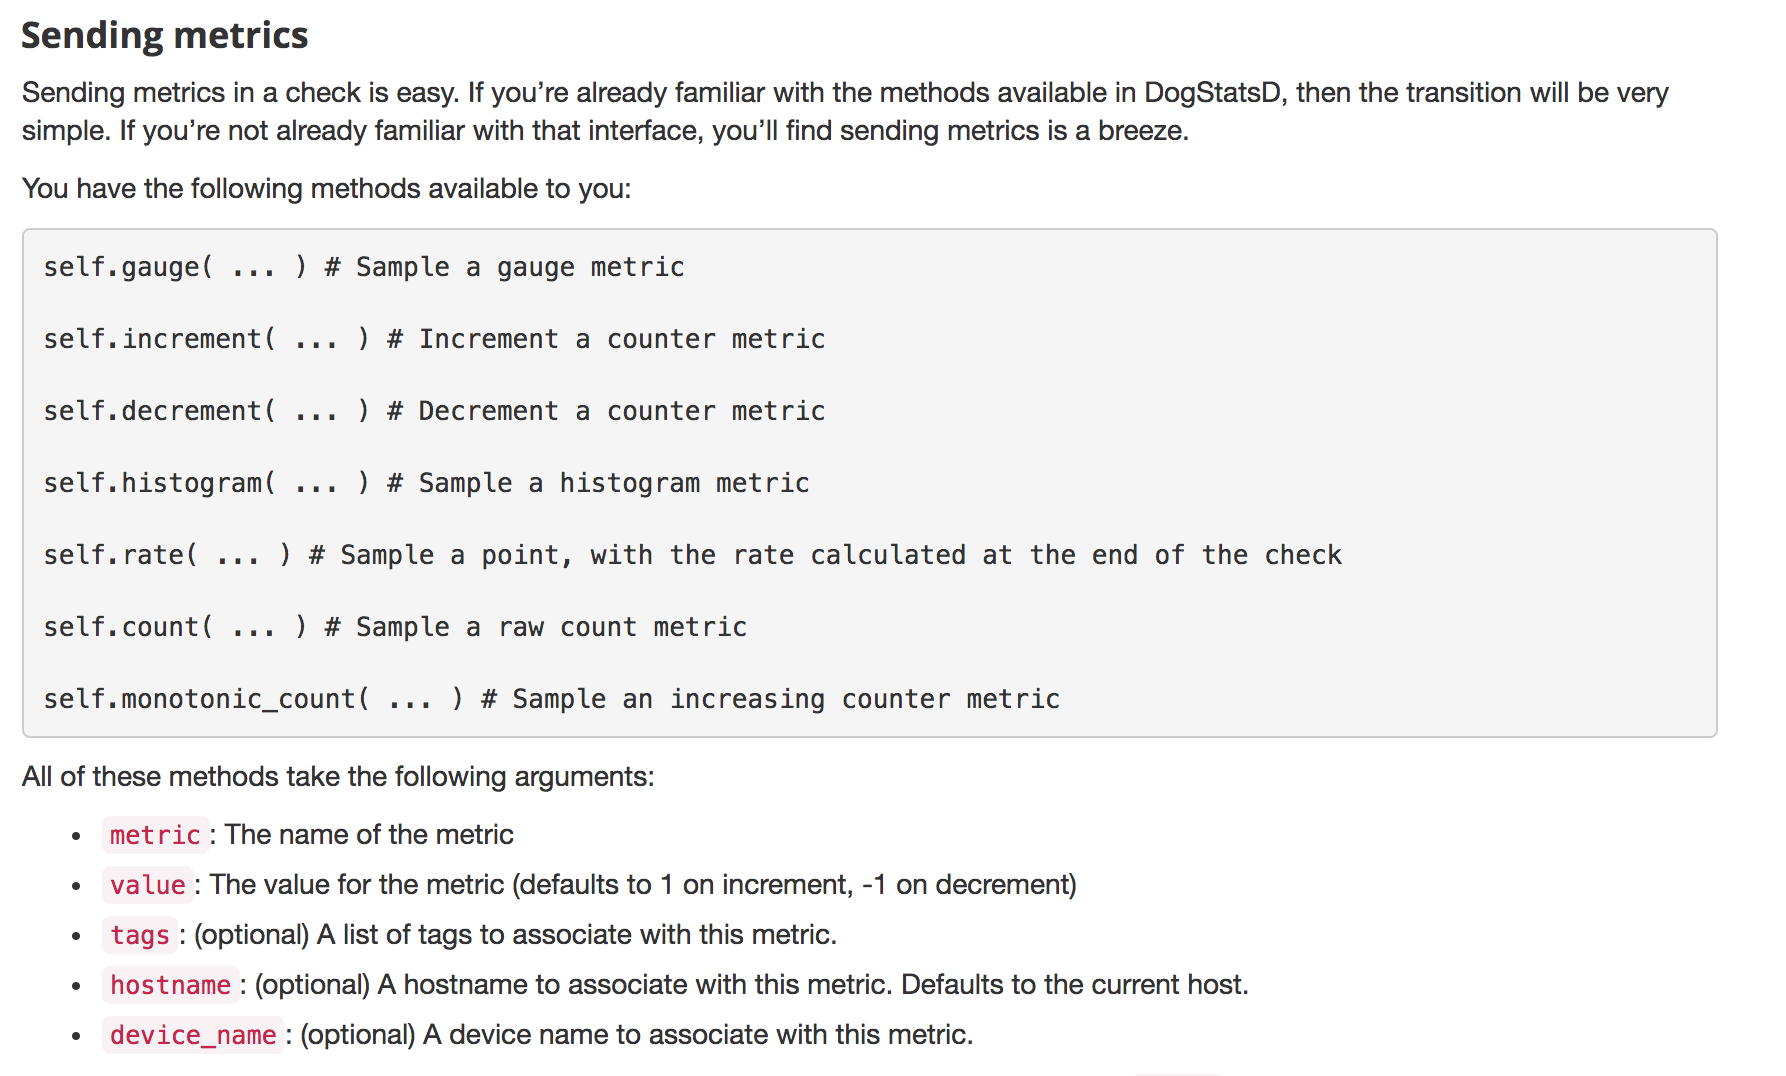 Sending metrics
Sending metrics in a check is easy. If you’re already familiar with the methods available in DogStatsD, then the transition will be very
simple. If you’re not already familiar with that interface, you’ll find sending metrics is a breeze.
You have the following methods available to you:
self.gauge( ... ) # Sample a gauge metric
self.increment( ... ) # Increment a counter metric
self.decrement( ... ) # Decrement a counter metric
self.histogram( ... ) # Sample a histogram metric
self.rate( ... ) # Sample a point, with the rate calculated at the end of the check
self.count( ... ) # Sample a raw count metric
self.monotonic_count( ... ) # Sample an increasing counter metric
All of these methods take the following arguments:
• metric: The name of the metric
• value: The value for the metric (defaults to 1 on increment, -1 on decrement)
• tags: (optional) A list of tags to associate with this metric.
• hostname: (optional) A hostname to associate with this metric. Defaults to the current host.
• device_name: (optional) A device name to associate with this metric.